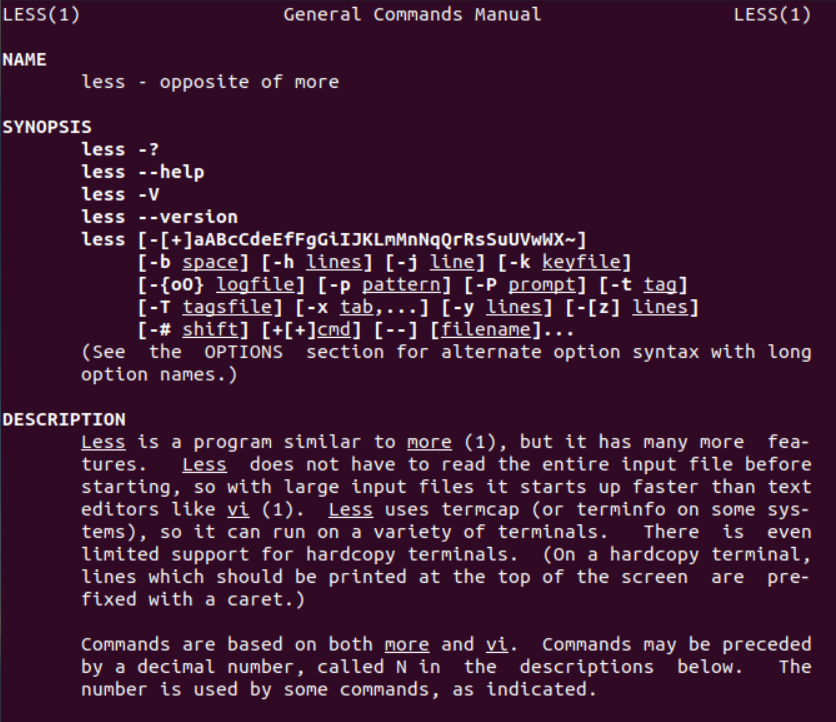 LESS(1)                    General Commands Manual                    LESS(1)
NAME
less - opposite of more
SYNOPSIS
less -?
less --help
less -V
less --version
less [-[+]aABcCdeEfFgGiIJKLmMnNqQrRsSuUVwWX~]
[-b space] [-h lines] [-j line] [-k keyfile]
[-{oO} logfile] [-p pattern] [-P prompt] [-t tag]
[-T tagsfile] [-x tab,...] [-y lines] [-[z] lines]
[-# shift] [+[+]cmd] [--] [filename]...
(See the OPTIONS section for alternate option syntax with long
option names.)
DESCRIPTION
Less is a program similar to more (1), but it has many more fea-
tures. Less does not have to read the entire input file before
starting, so with large input files it starts up faster than text
editors like vi (1). Less uses termcap (or terminfo on some sys-
tems), so it can run on a variety of terminals. There is even
limited support for hardcopy terminals. (On a hardcopy terminal,
lines which should be printed at the top of the screen are pre-
fixed with a caret.)
Commands are based on both more and vi. Commands may be preceded
by a decimal number, called N in the descriptions below. The
number is used by some commands, as indicated.